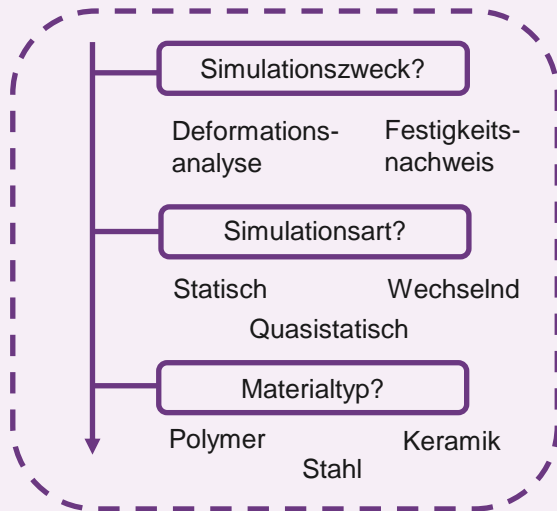 Simulationszweck?
Deformations-
analyse
Festigkeits-
nachweis
Simulationsart?
Statisch
Wechselnd
Quasistatisch
Materialtyp?
Polymer
Keramik
Stahl